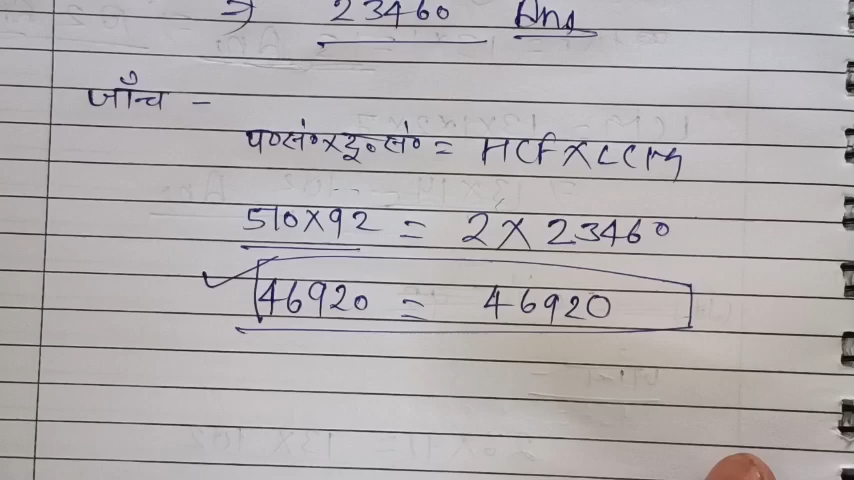 ⇒ 23460 Ans
जाँच -
प०सं०×दू०सं० = HCF×LCM
510×92 = 2×23460
46920 = 46920